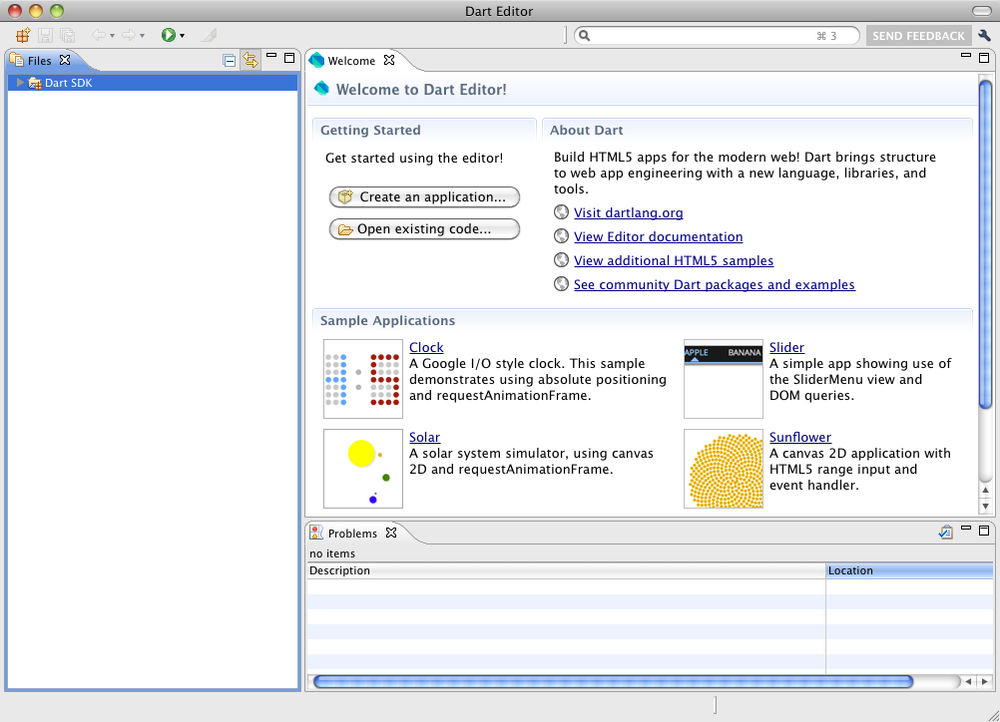 Dart Editor
⌘ 3
SEND FEEDBACK
Files
Dart SDK
Welcome
Welcome to Dart Editor!
Getting Started
Get started using the editor!
Create an application...
Open existing code...
About Dart
Build HTML5 apps for the modern web! Dart brings structure
to web app engineering with a new language, libraries, and
tools.
Visit dartlang.org
View Editor documentation
View additional HTML5 samples
See community Dart packages and examples
Sample Applications
Clock
A Google I/O style clock. This sample
demonstrates using absolute positioning
and requestAnimationFrame.
APPLE BANANA
Slider
A simple app showing use of
the SliderMenu view and
DOM queries.
Solar
A solar system simulator, using canvas
2D and requestAnimationFrame.
Sunflower
A canvas 2D application with
HTML5 range input and
event handler.
Problems
no items
Description Location